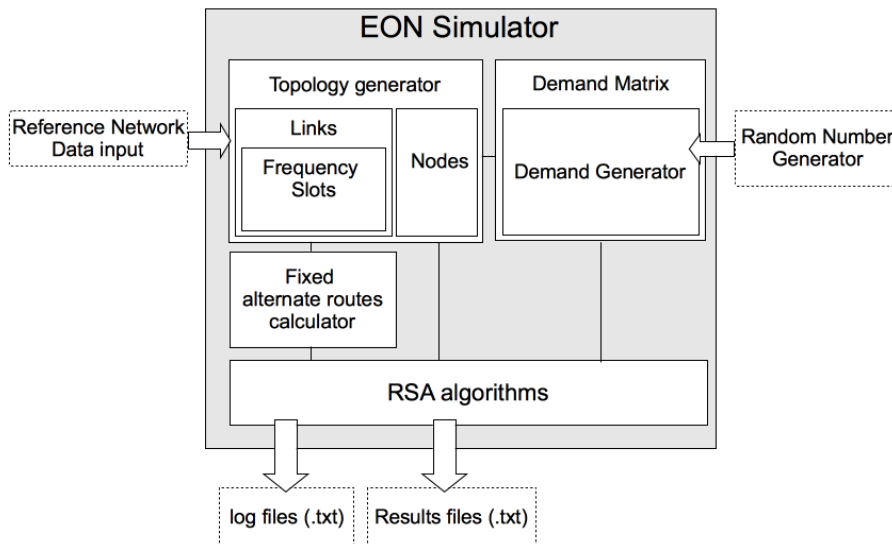 EON Simulator
Topology generator
Demand Matrix
Reference Network
Data input
Links
Frequency
Slots
Nodes
Demand Generator
Random Number
Generator
Fixed
alternate routes
calculator
RSA algorithms
log files (.txt)
Results files (.txt)